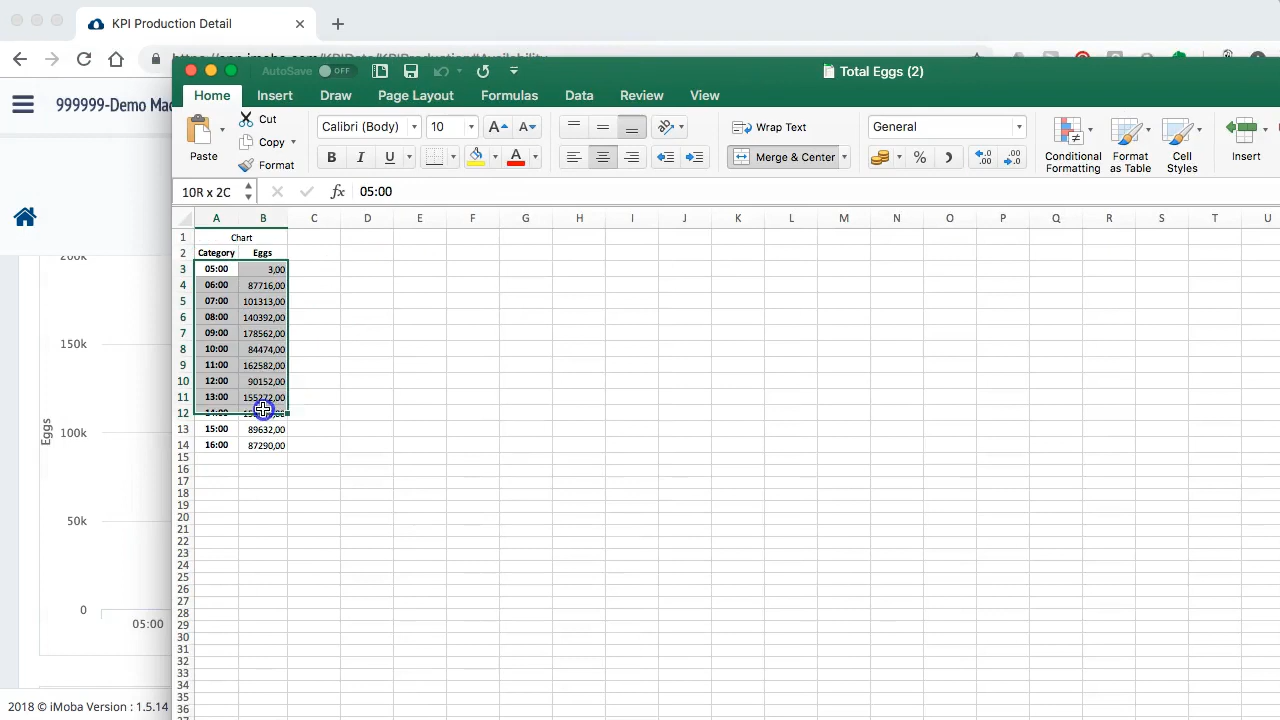 KPI Production Detail
999999-Demo Mac
200k
150k
100k
50k
0
Eggs
05:00
2018 © iMoba Version : 1.5.14
AutoSave OFF
Total Eggs (2)
Home Insert Draw Page Layout Formulas Data Review View
Paste
Cut
Copy
Format
Calibri (Body) 10
Wrap Text
Merge & Center
General
Conditional Formatting
Format as Table
Cell Styles
Insert
10R x 2C fx 05:00
A B C D E F G H I J K L M N O P Q R S T U
1 Chart
2 Category Eggs
3 05:00 3,00
4 06:00 87716,00
5 07:00 101313,00
6 08:00 140392,00
7 09:00 178562,00
8 10:00 84474,00
9 11:00 162582,00
10 12:00 90152,00
11 13:00 155272,00
12 14:00
13 15:00 89632,00
14 16:00 87290,00
15
16
17
18
19
20
21
22
23
24
25
26
27
28
29
30
31
32
33
34
35
36